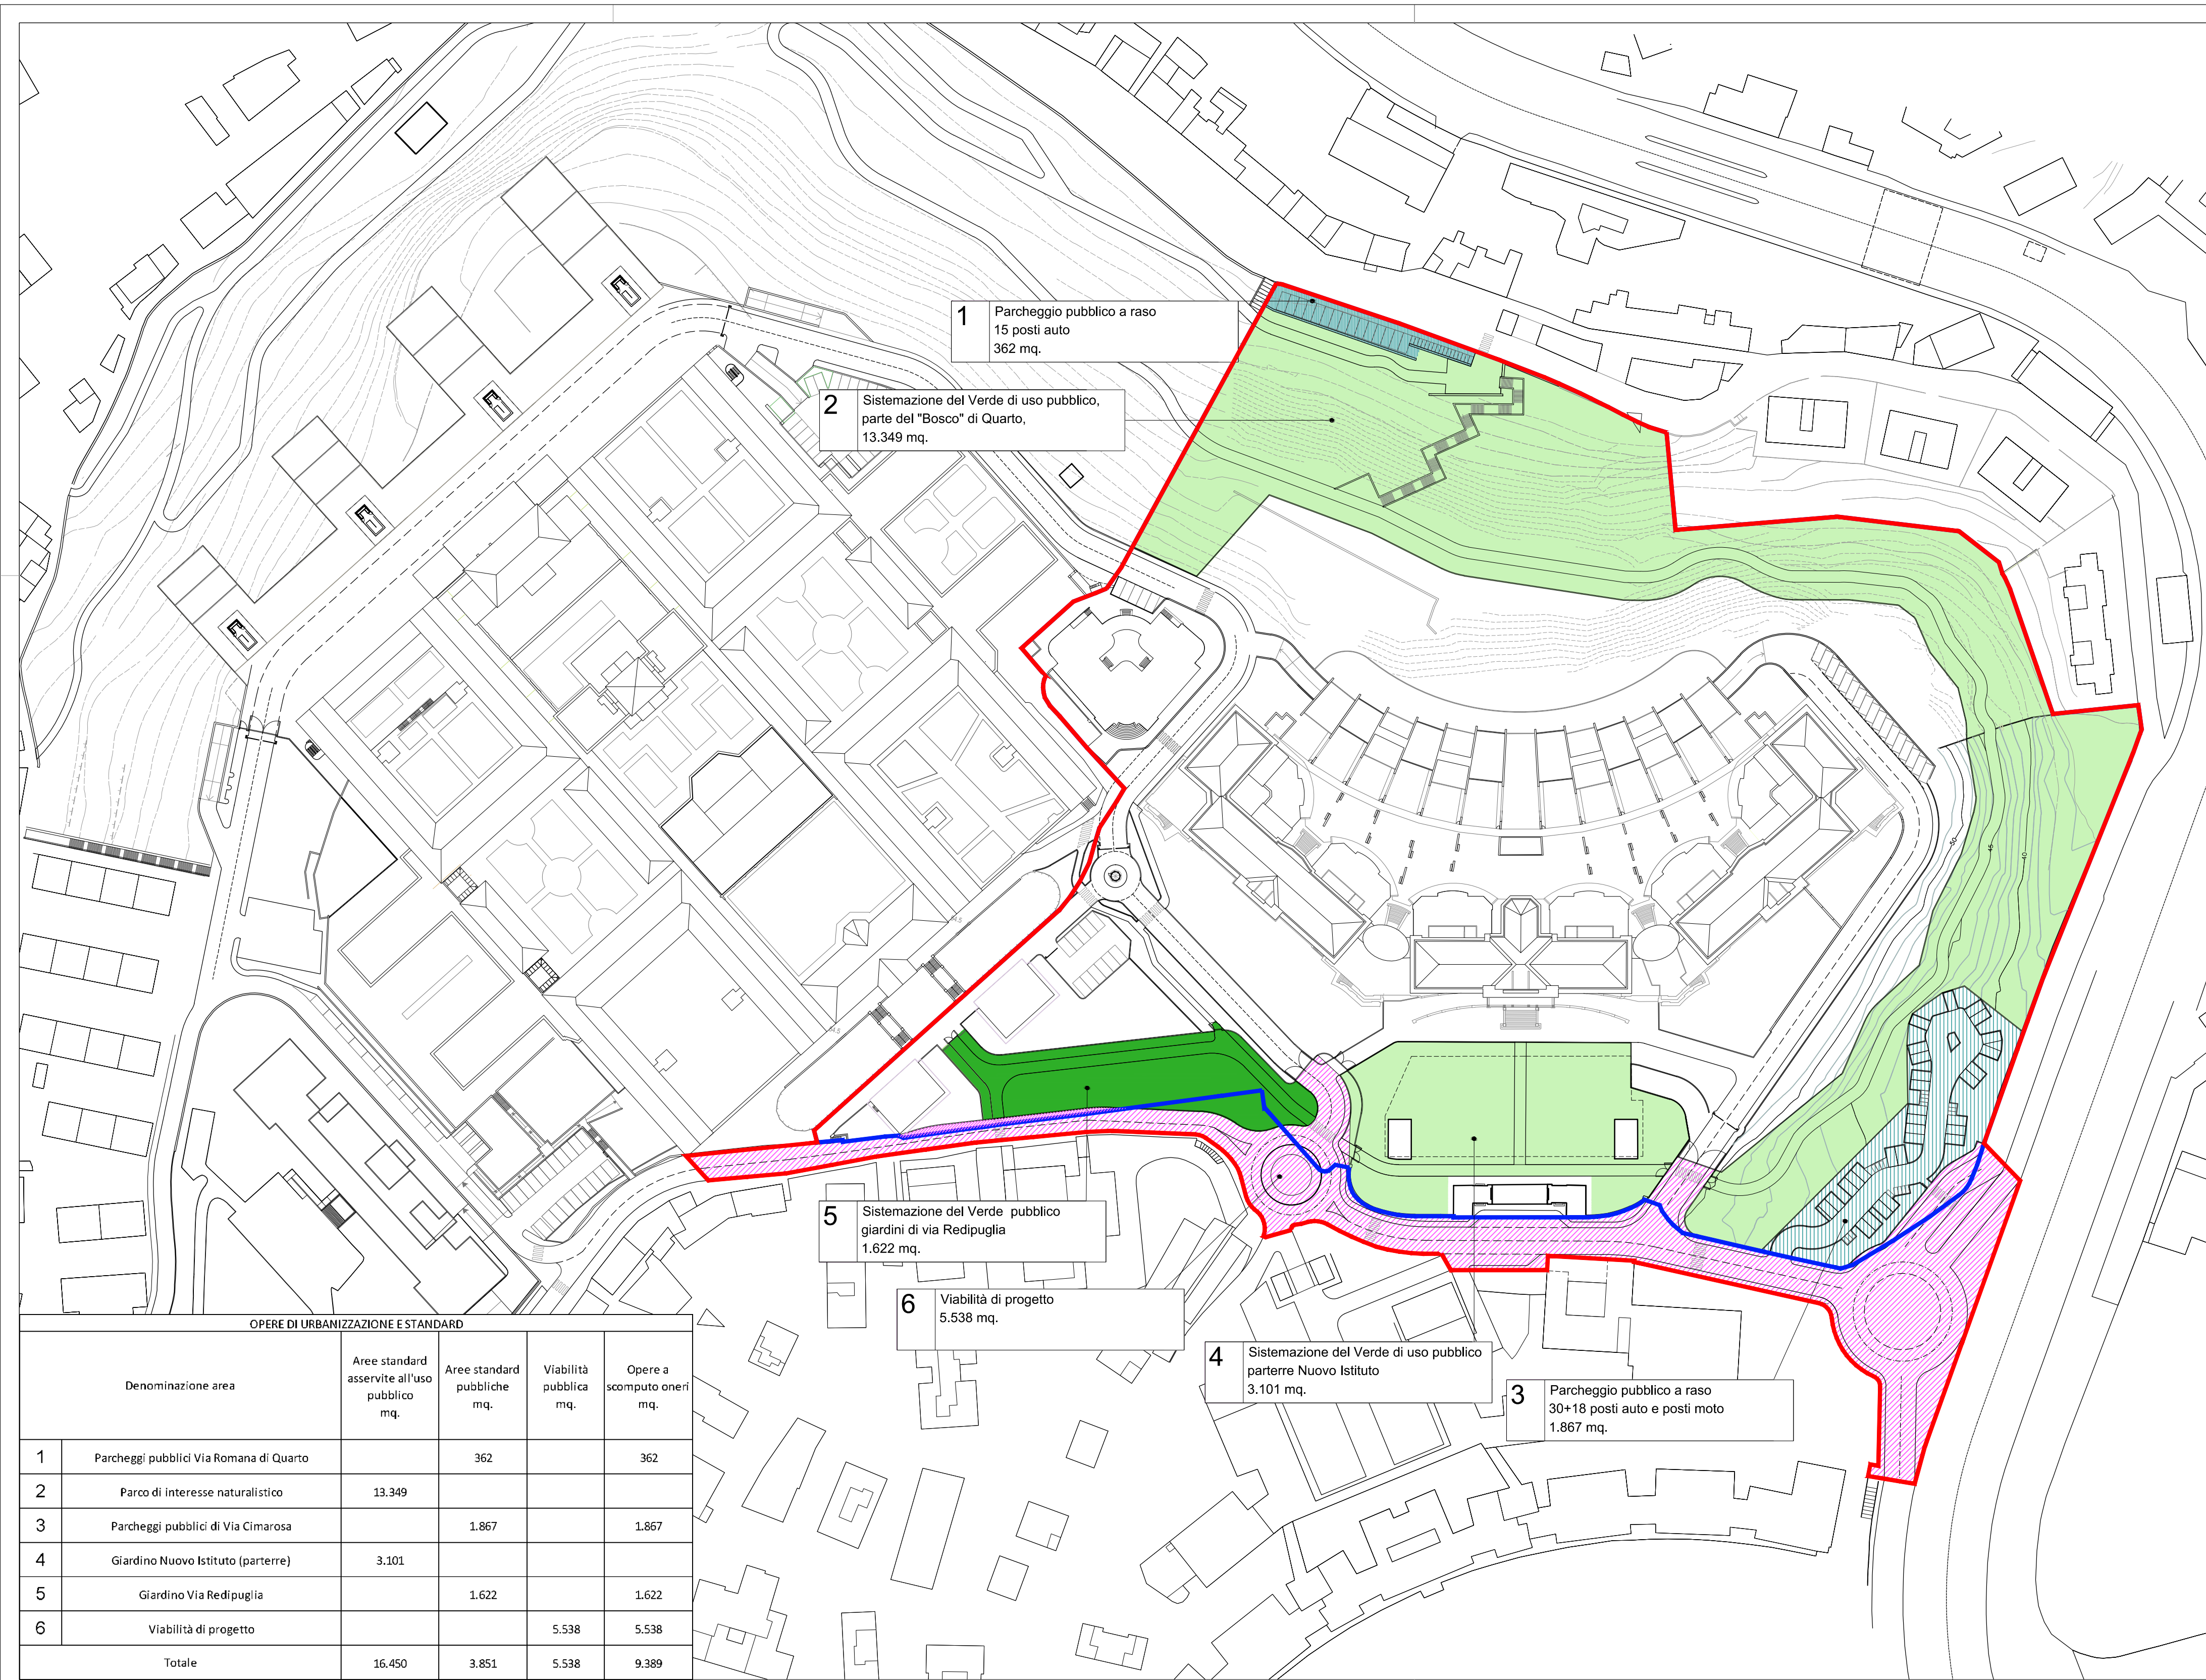 1
Parcheggio pubblico a raso
15 posti auto
362 mq.
2
Sistemazione del Verde di uso pubblico,
parte del "Bosco" di Quarto,
13.349 mq.
50
45
40
5
Sistemazione del Verde  pubblico
giardini di via Redipuglia
1.622 mq.
6
Viabilità di progetto
5.538 mq.
4
Sistemazione del Verde di uso pubblico
parterre Nuovo Istituto
3.101 mq.
3
Parcheggio pubblico a raso
30+18 posti auto e posti moto
1.867 mq.
OPERE DI URBANIZZAZIONE E STANDARD
Denominazione area
Aree standard
asservite all'uso
pubblico
mq.
Aree standard
pubbliche
mq.
Viabilità
pubblica
mq.
Opere a
scomputo oneri
mq.
1 Parcheggi pubblici Via Romana di Quarto 362 362
2 Parco di interesse naturalistico 13.349
3 Parcheggi pubblici di Via Cimarosa 1.867 1.867
4 Giardino Nuovo Istituto (parterre) 3.101
5 Giardino Via Redipuglia 1.622 1.622
6 Viabilità di progetto 5.538 5.538
Totale 16.450 3.851 5.538 9.389